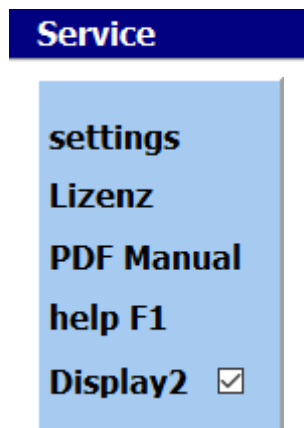 Service
settings
Lizenz
PDF Manual
help F1
Display2